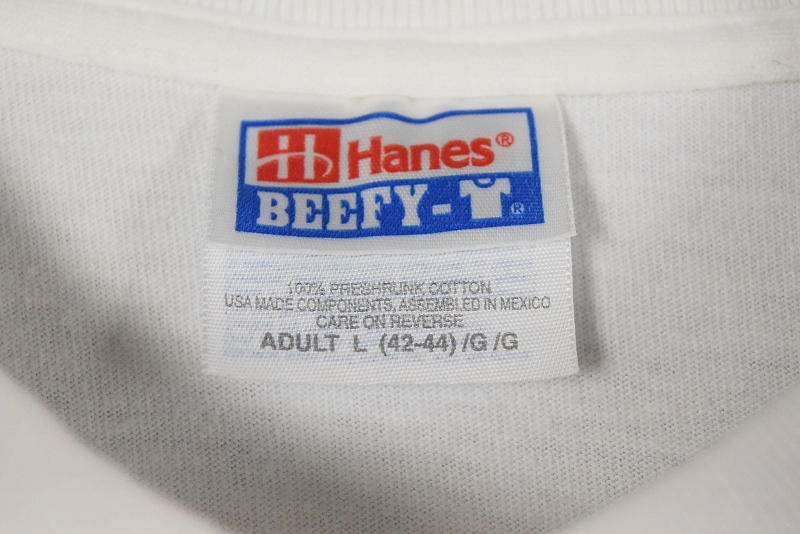 Hanes®
BEEFY-T®
100% PRESHRUNK COTTON
USA MADE COMPONENTS, ASSEMBLED IN MEXICO
CARE ON REVERSE
ADULT L (42-44) /G /G